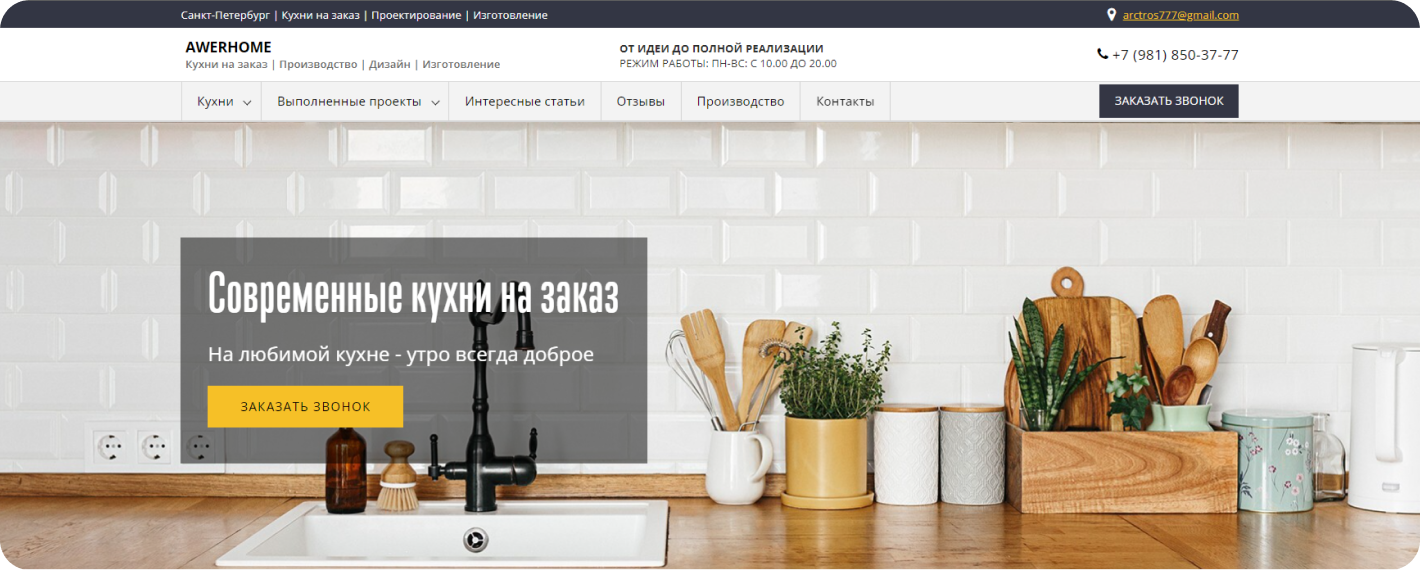 Санкт-Петербург | Кухни на заказ | Проектирование | Изготовление
arctros777@gmail.com
AWERHOME
Кухни на заказ | Производство | Дизайн | Изготовление
ОТ ИДЕИ ДО ПОЛНОЙ РЕАЛИЗАЦИИ
РЕЖИМ РАБОТЫ: ПН-ВС: С 10.00 ДО 20.00
+7 (981) 850-37-77
Кухни
Выполненные проекты
Интересные статьи
Отзывы
Производство
Контакты
ЗАКАЗАТЬ ЗВОНОК
Современные кухни на заказ
На любимой кухне - утро всегда доброе
ЗАКАЗАТЬ ЗВОНОК